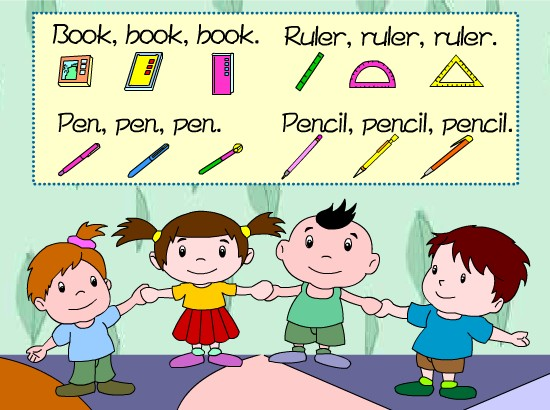 Book, book, book.
Ruler, ruler, ruler.
Pen, pen, pen.
Pencil, pencil, pencil.